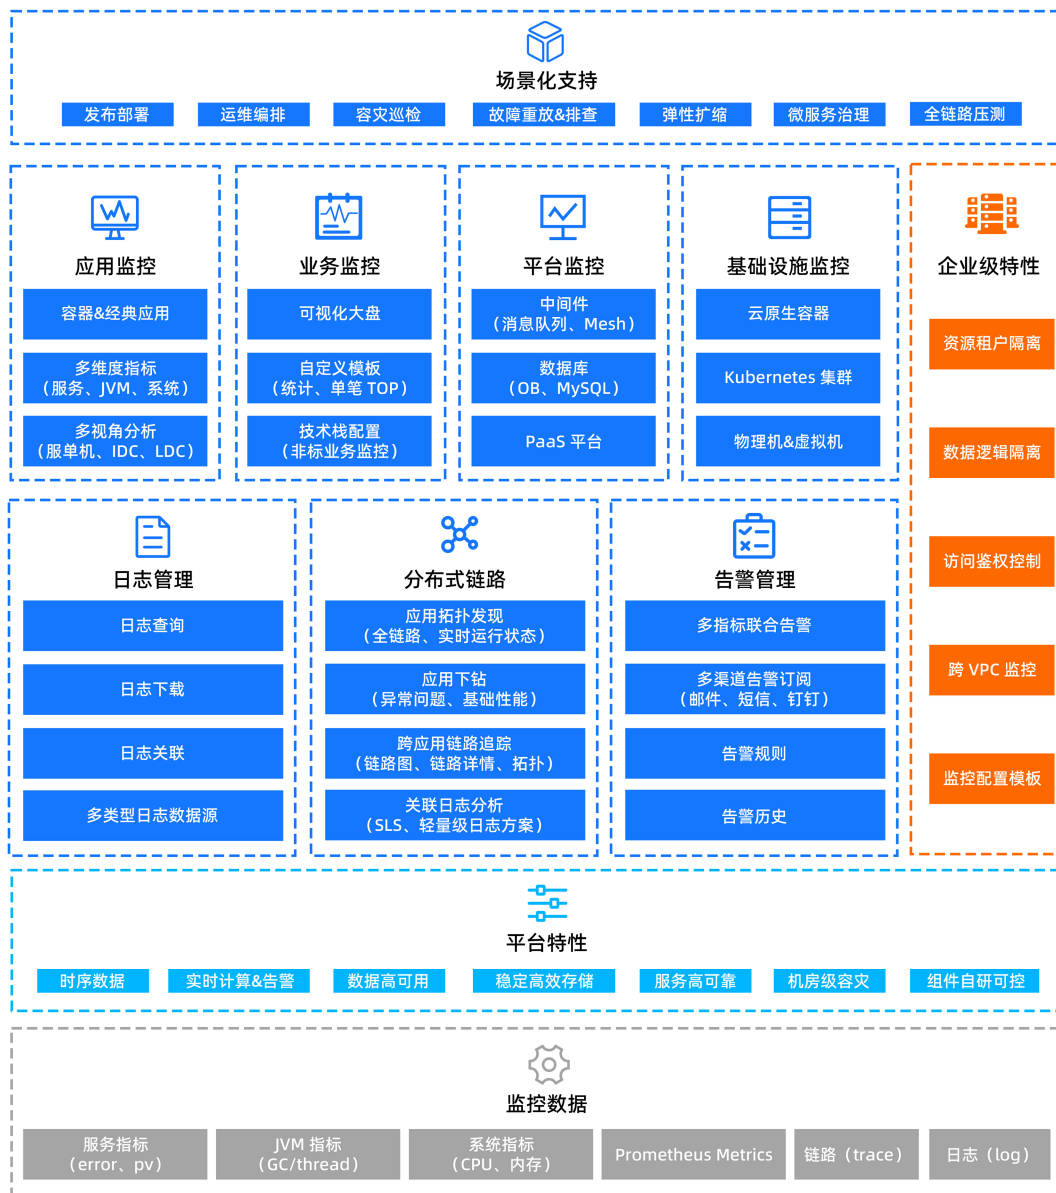 场景化支持
发布部署
运维编排
容灾巡检
故障重放&排查
弹性扩缩
微服务治理
全链路压测
应用监控
容器&经典应用
多维度指标
（服务、JVM、系统）
多视角分析
（服单机、IDC、LDC）
业务监控
可视化大盘
自定义模板
（统计、单笔 TOP）
技术栈配置
（非标业务监控）
平台监控
中间件
（消息队列、Mesh）
数据库
（OB、MySQL）
PaaS 平台
基础设施监控
云原生容器
Kubernetes 集群
物理机&虚拟机
企业级特性
资源租户隔离
数据逻辑隔离
访问鉴权控制
跨 VPC 监控
监控配置模板
日志管理
日志查询
日志下载
日志关联
多类型日志数据源
分布式链路
应用拓扑发现
（全链路、实时运行状态）
应用下钻
（异常问题、基础性能）
跨应用链路追踪
（链路图、链路详情、拓扑）
关联日志分析
（SLS、轻量级日志方案）
告警管理
多指标联合告警
多渠道告警订阅
（邮件、短信、钉钉）
告警规则
告警历史
平台特性
时序数据
实时计算&告警
数据高可用
稳定高效存储
服务高可靠
机房级容灾
组件自研可控
监控数据
服务指标
（error、pv）
JVM 指标
（GC/thread）
系统指标
（CPU、内存）
Prometheus Metrics
链路（trace）
日志（log）